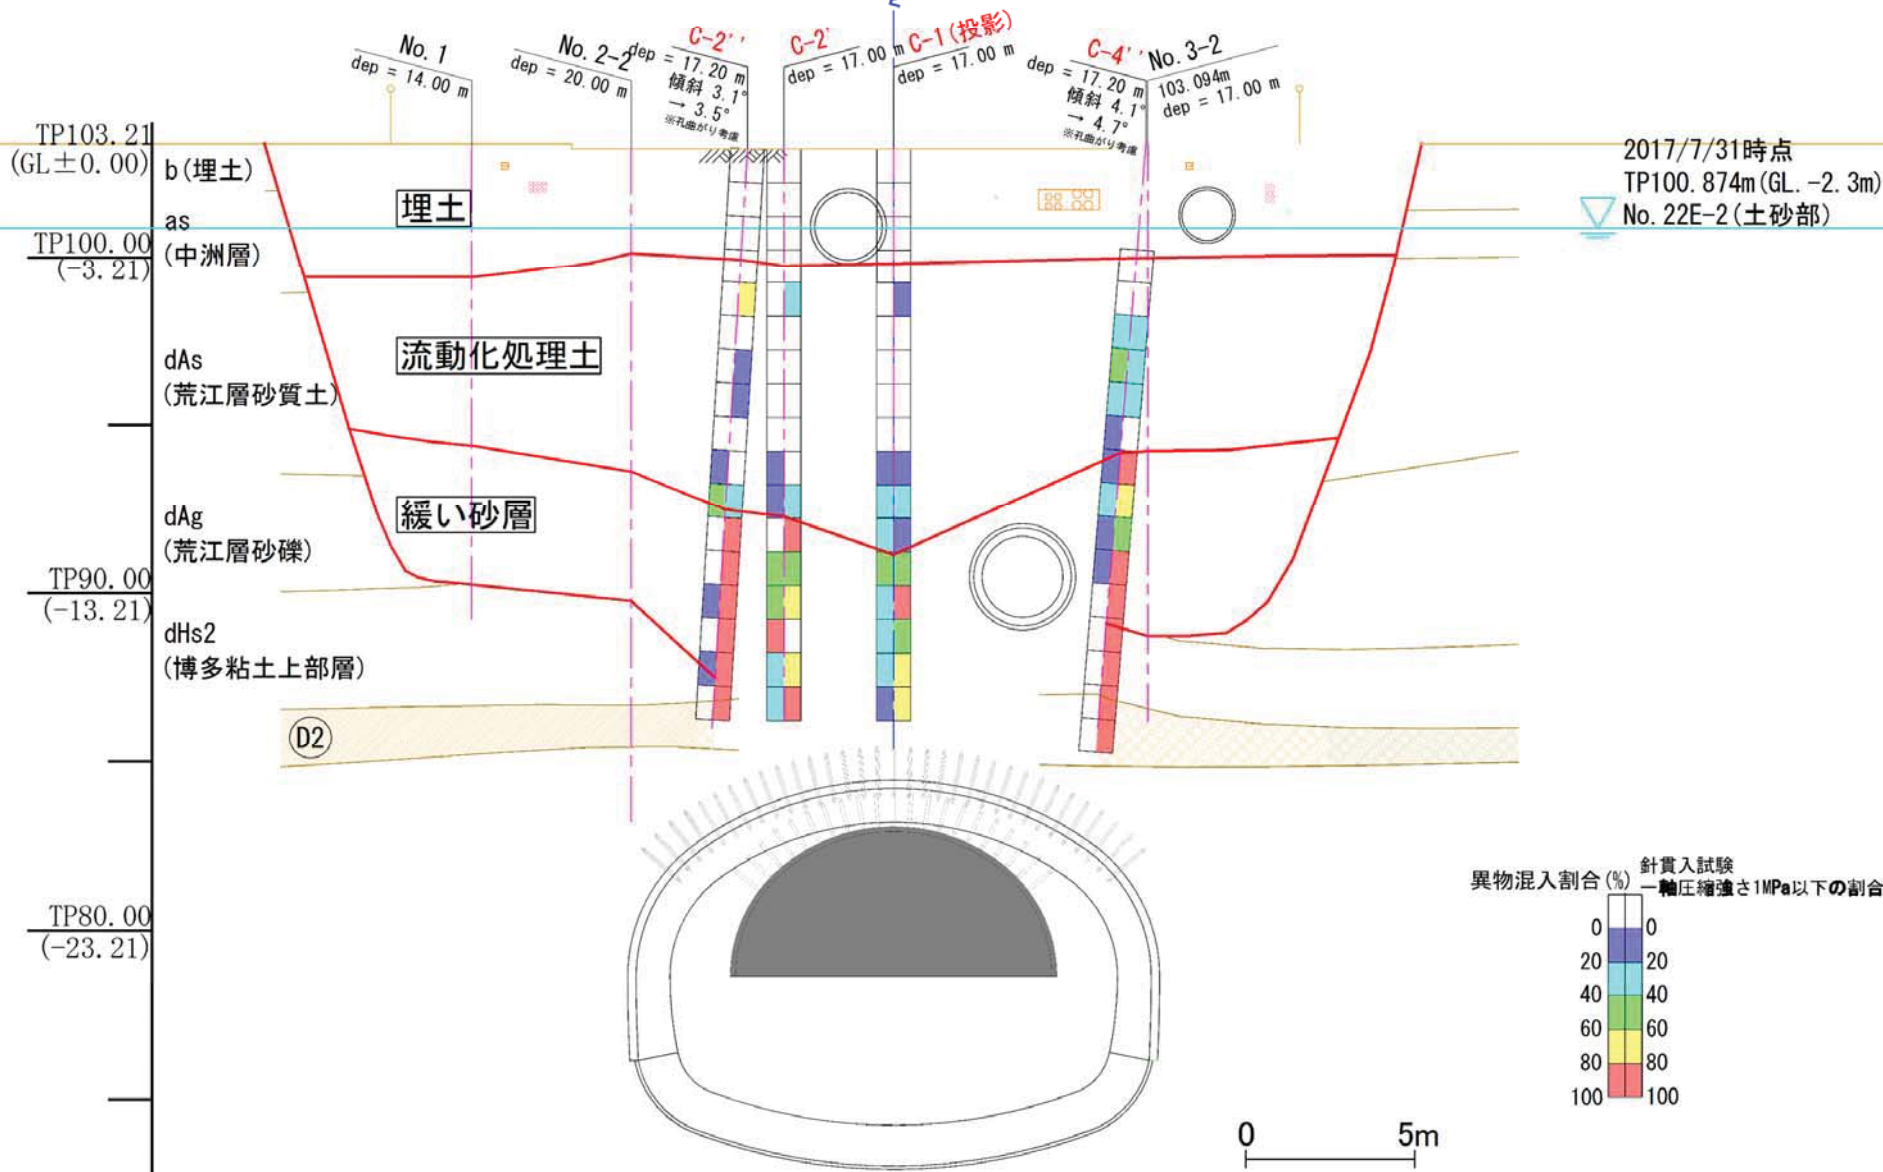 No. 1
dep = 14.00 m
No. 2-2
dep = 20.00 m
C-2''
dep = 17.20 m
傾斜 3.1°
→ 3.5°
※孔曲がり考慮
C-2'
dep = 17.00 m
C-1(投影)
dep = 17.00 m
C-4''
dep = 17.20 m
傾斜 4.1°
→ 4.7°
※孔曲がり考慮
No. 3-2
103.094m
dep = 17.00 m
TP103.21
(GL±0.00)
b(埋土)
埋土
as
(中洲層)
TP100.00
(-3.21)
2017/7/31時点
TP100.874m(GL.-2.3m)
No.22E-2(土砂部)
dAs
(荒江層砂質土)
流動化処理土
dAg
(荒江層砂礫)
緩い砂層
TP90.00
(-13.21)
dHs2
(博多粘土上部層)
D2
TP80.00
(-23.21)
異物混入割合(%)
針貫入試験
一軸圧縮強さ1MPa以下の割合
0 0
20 20
40 40
60 60
80 80
100 100
0 5m